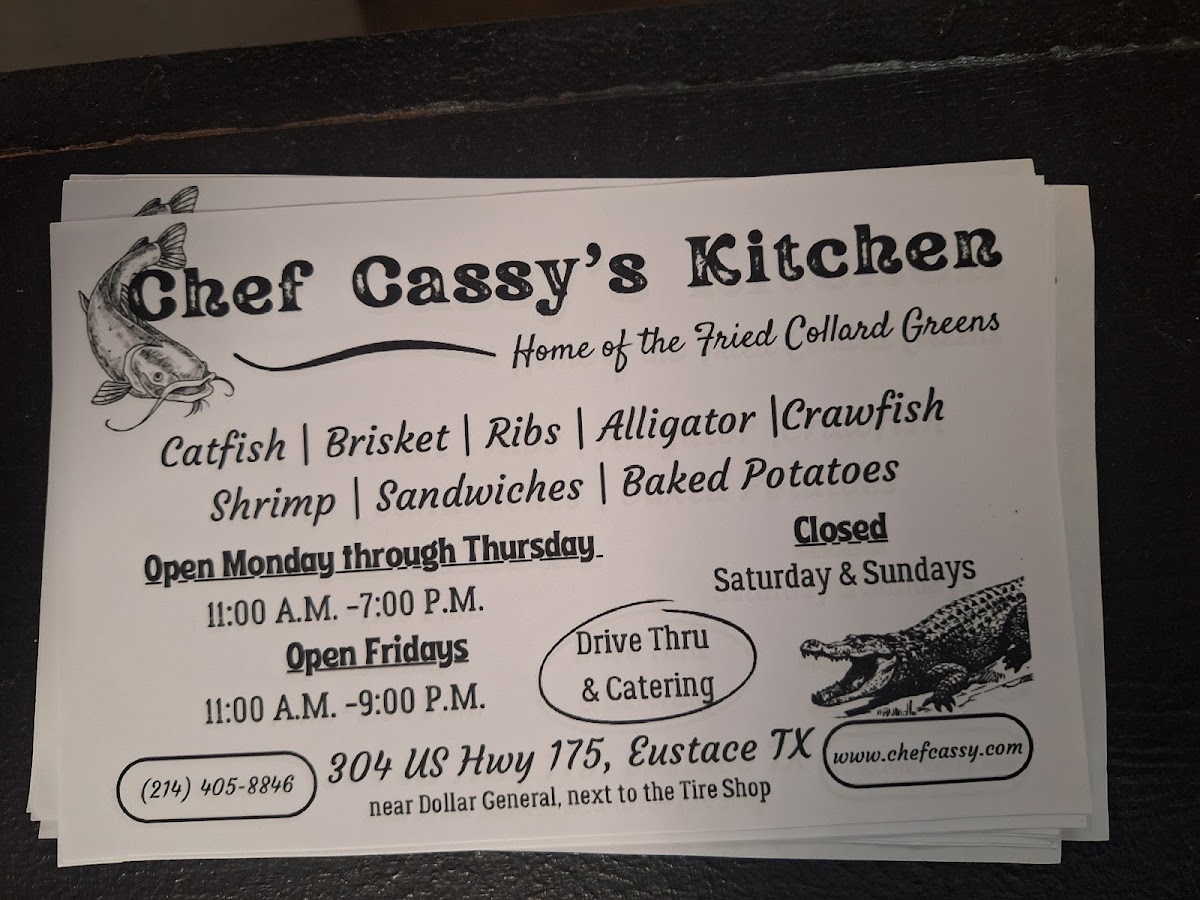 Chef Cassy's Kitchen
Home of the Fried Collard Greens
Catfish | Brisket | Ribs | Alligator |Crawfish
Shrimp | Sandwiches | Baked Potatoes
Open Monday through Thursday
11:00 A.M. -7:00 P.M.
Open Fridays
11:00 A.M. -9:00 P.M.
Closed
Saturday & Sundays
Drive Thru
& Catering
(214) 405-8846
304 US Hwy 175, Eustace TX
near Dollar General, next to the Tire Shop
www.chefcassy.com